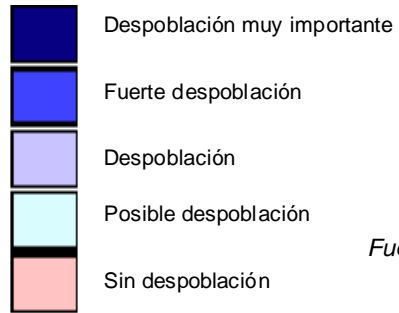 Despoblación muy importante
Fuerte despoblación
Despoblación
Posible despoblación
Sin despoblación